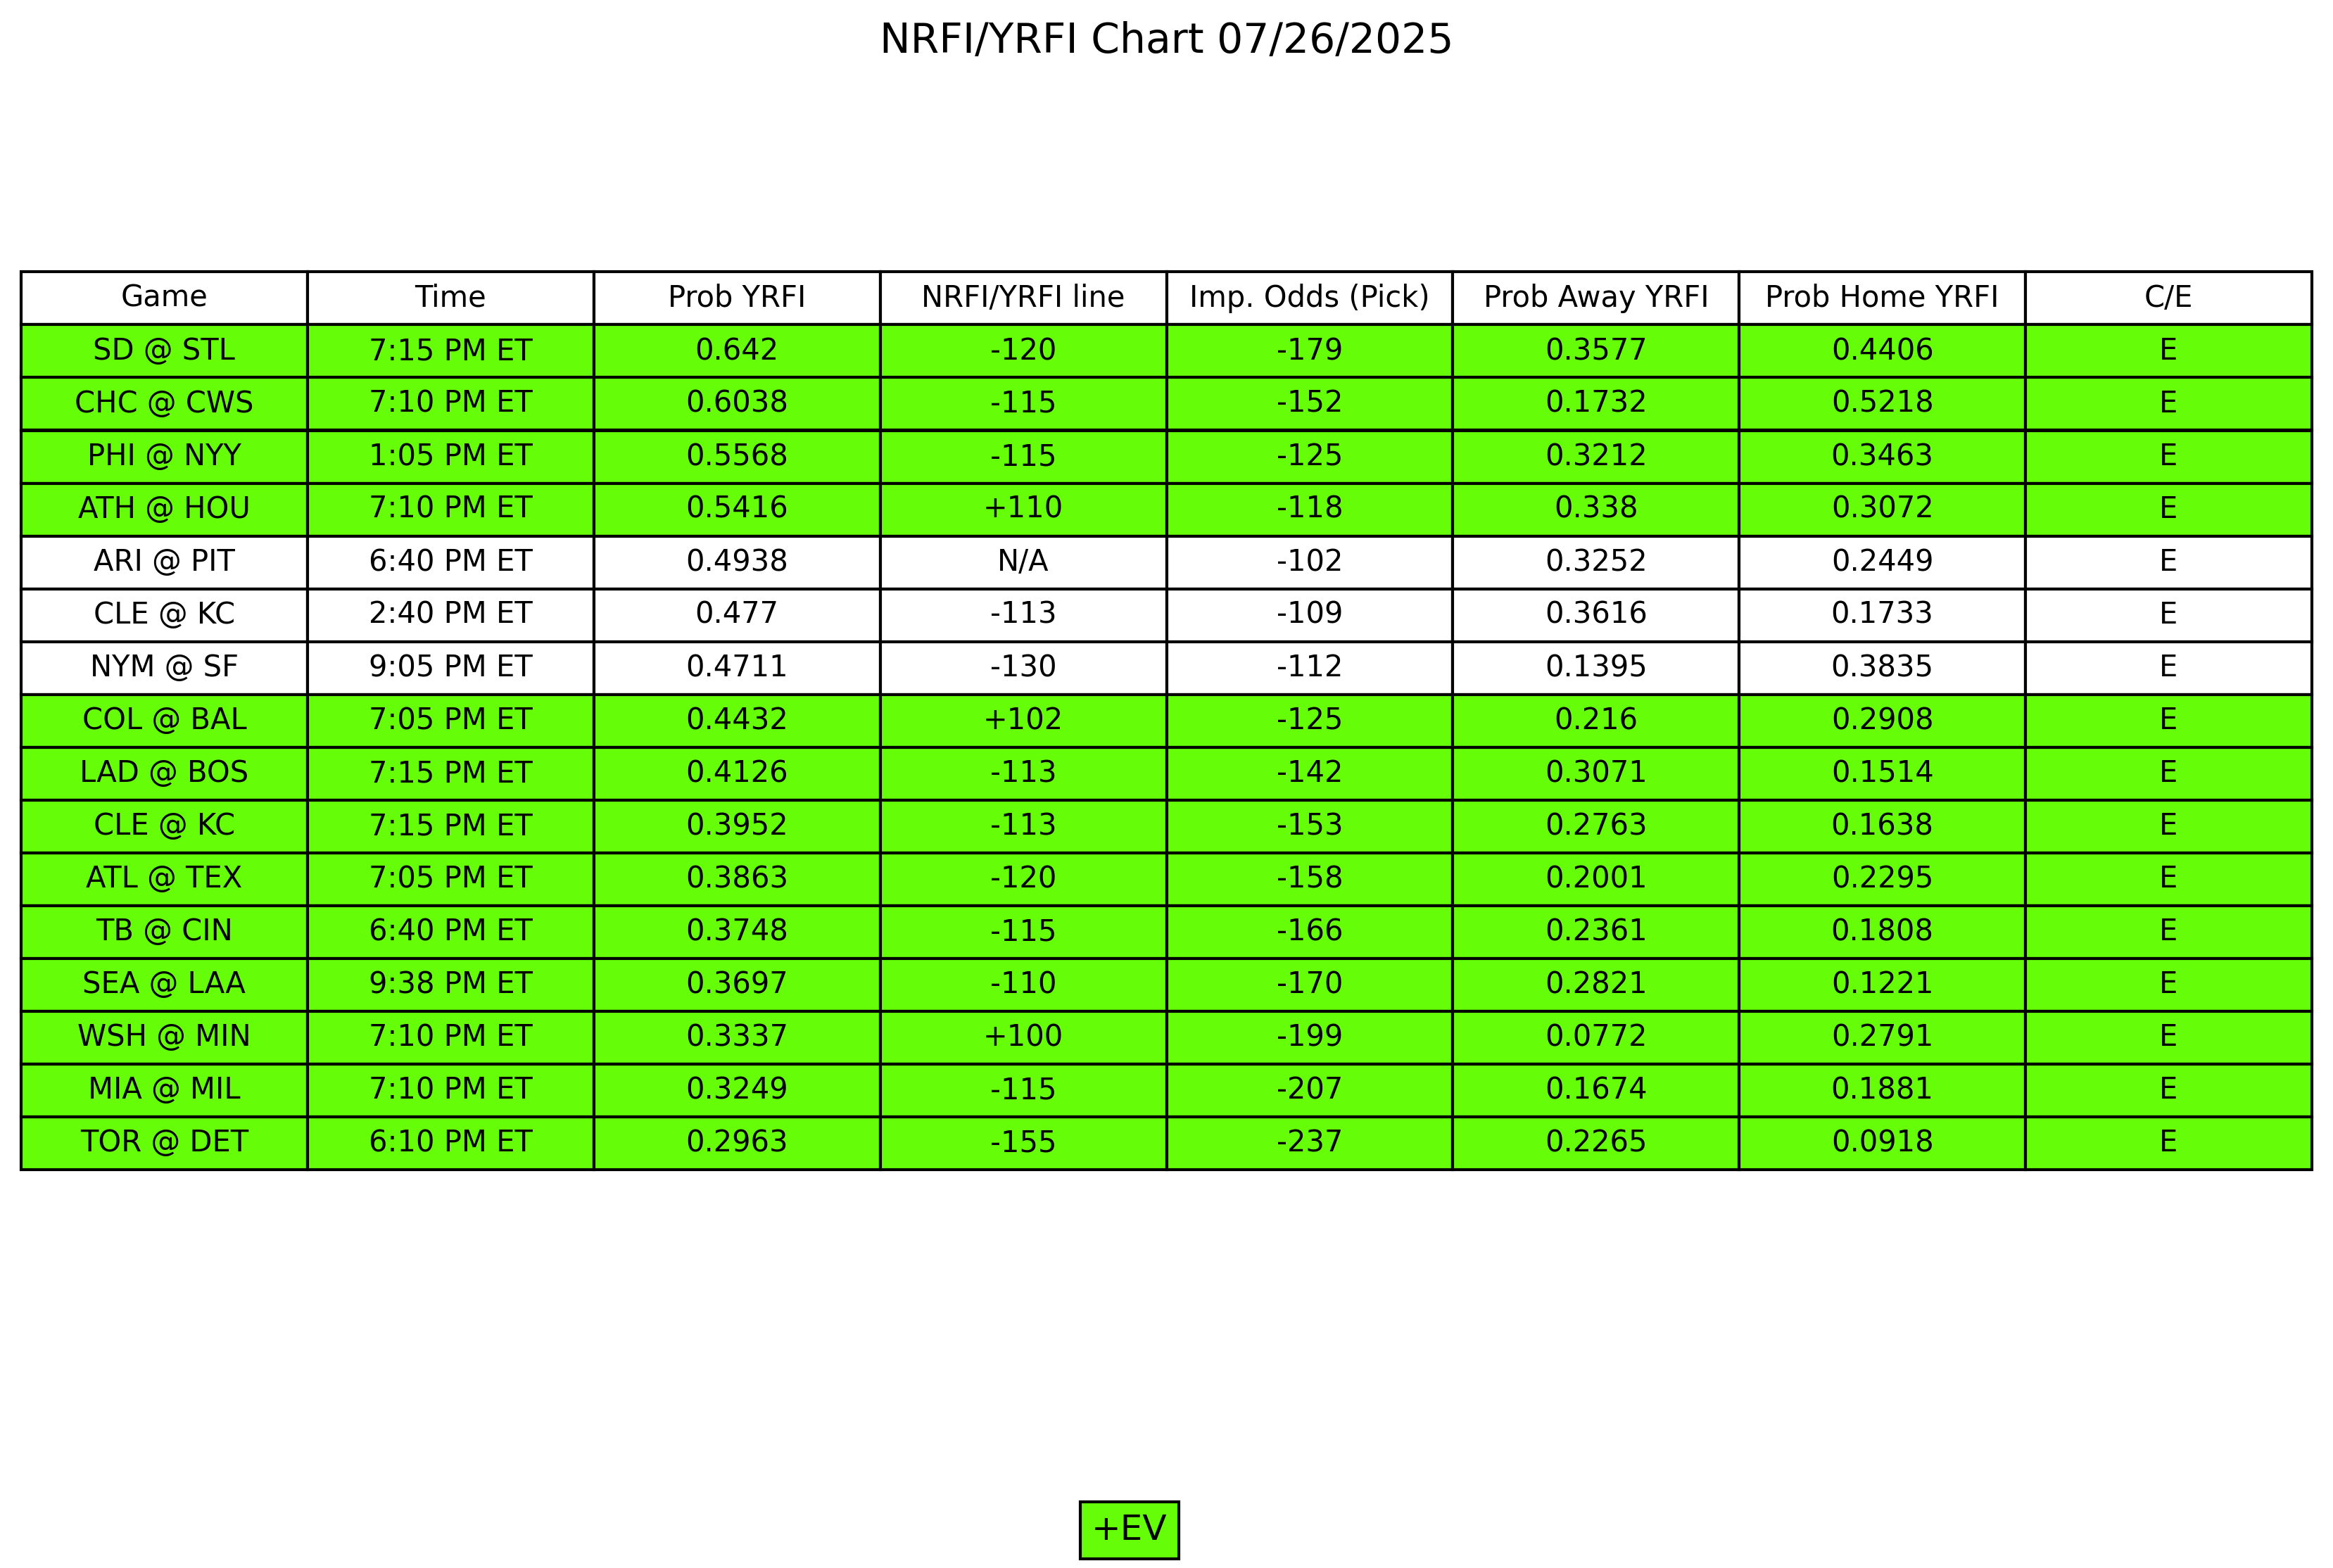 NRFI/YRFI Chart 07/26/2025
Game Time Prob YRFI NRFI/YRFI line Imp. Odds (Pick) Prob Away YRFI Prob Home YRFI C/E
SD @ STL 7:15 PM ET 0.642 -120 -179 0.3577 0.4406 E
CHC @ CWS 7:10 PM ET 0.6038 -115 -152 0.1732 0.5218 E
PHI @ NYY 1:05 PM ET 0.5568 -115 -125 0.3212 0.3463 E
ATH @ HOU 7:10 PM ET 0.5416 +110 -118 0.338 0.3072 E
ARI @ PIT 6:40 PM ET 0.4938 N/A -102 0.3252 0.2449 E
CLE @ KC 2:40 PM ET 0.477 -113 -109 0.3616 0.1733 E
NYM @ SF 9:05 PM ET 0.4711 -130 -112 0.1395 0.3835 E
COL @ BAL 7:05 PM ET 0.4432 +102 -125 0.216 0.2908 E
LAD @ BOS 7:15 PM ET 0.4126 -113 -142 0.3071 0.1514 E
CLE @ KC 7:15 PM ET 0.3952 -113 -153 0.2763 0.1638 E
ATL @ TEX 7:05 PM ET 0.3863 -120 -158 0.2001 0.2295 E
TB @ CIN 6:40 PM ET 0.3748 -115 -166 0.2361 0.1808 E
SEA @ LAA 9:38 PM ET 0.3697 -110 -170 0.2821 0.1221 E
WSH @ MIN 7:10 PM ET 0.3337 +100 -199 0.0772 0.2791 E
MIA @ MIL 7:10 PM ET 0.3249 -115 -207 0.1674 0.1881 E
TOR @ DET 6:10 PM ET 0.2963 -155 -237 0.2265 0.0918 E
+EV